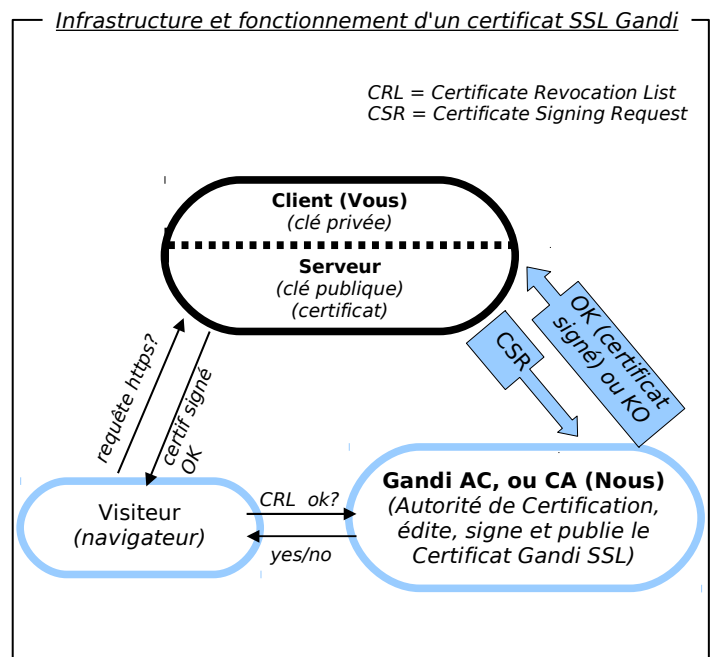 Infrastructure et fonctionnement d'un certificat SSL Gandi
CRL = Certificate Revocation List
CSR = Certificate Signing Request
Client (Vous)
(clé privée)
Serveur
(clé publique)
(certificat)
requête https?
certif signé
OK
CSR
OK (certificat
signé) ou KO
Visiteur
(navigateur)
CRL ok?
yes/no
Gandi AC, ou CA (Nous)
(Autorité de Certification,
édite, signe et publie le
Certificat Gandi SSL)